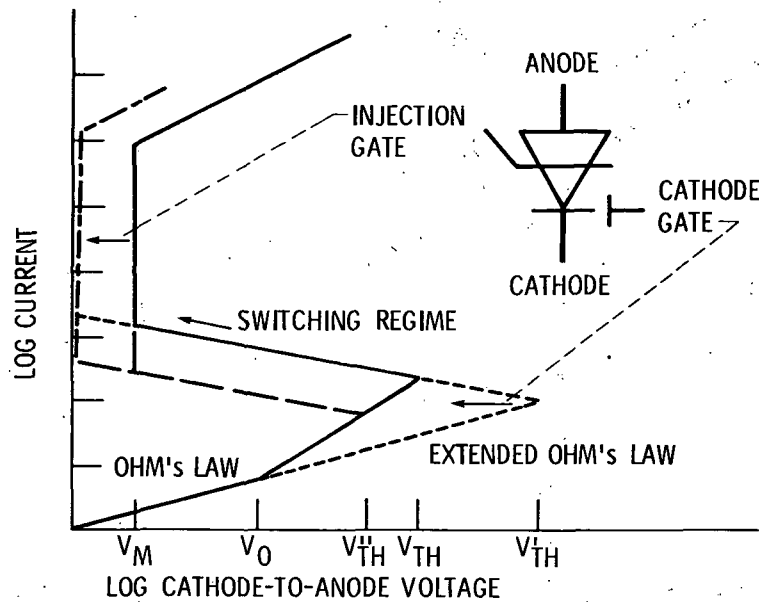 ANODE
INJECTION
GATE
CATHODE
GATE
CATHODE
LOG CURRENT
SWITCHING REGIME
OHM's LAW
EXTENDED OHM's LAW
V_M V_O V''_TH V_TH V'_TH
LOG CATHODE-TO-ANODE VOLTAGE